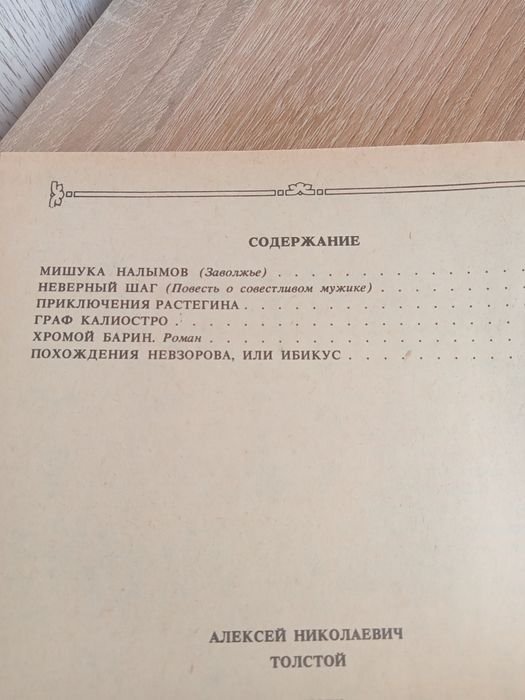 СОДЕРЖАНИЕ
МИШУКА НАЛЫМОВ (Заволжье) . . . . . . . . . . . . .
НЕВЕРНЫЙ ШАГ (Повесть о совестливом мужике) . . . . . . .
ПРИКЛЮЧЕНИЯ РАСТЕГИНА . . . . . . . . . . . . . . .
ГРАФ КАЛИОСТРО . . . . . . . . . . . . . . . . . . .
ХРОМОЙ БАРИН. Роман . . . . . . . . . . . . . . . . .
ПОХОЖДЕНИЯ НЕВЗОРОВА, ИЛИ ИБИКУС . . . . . . . . .
АЛЕКСЕЙ НИКОЛАЕВИЧ
ТОЛСТОЙ